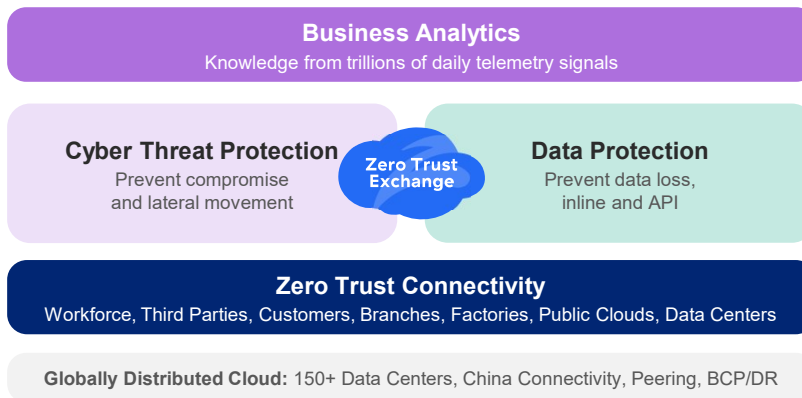 Business Analytics
Knowledge from trillions of daily telemetry signals
Cyber Threat Protection
Prevent compromise
and lateral movement
Zero Trust
Exchange
Data Protection
Prevent data loss,
inline and API
Zero Trust Connectivity
Workforce, Third Parties, Customers, Branches, Factories, Public Clouds, Data Centers
Globally Distributed Cloud: 150+ Data Centers, China Connectivity, Peering, BCP/DR